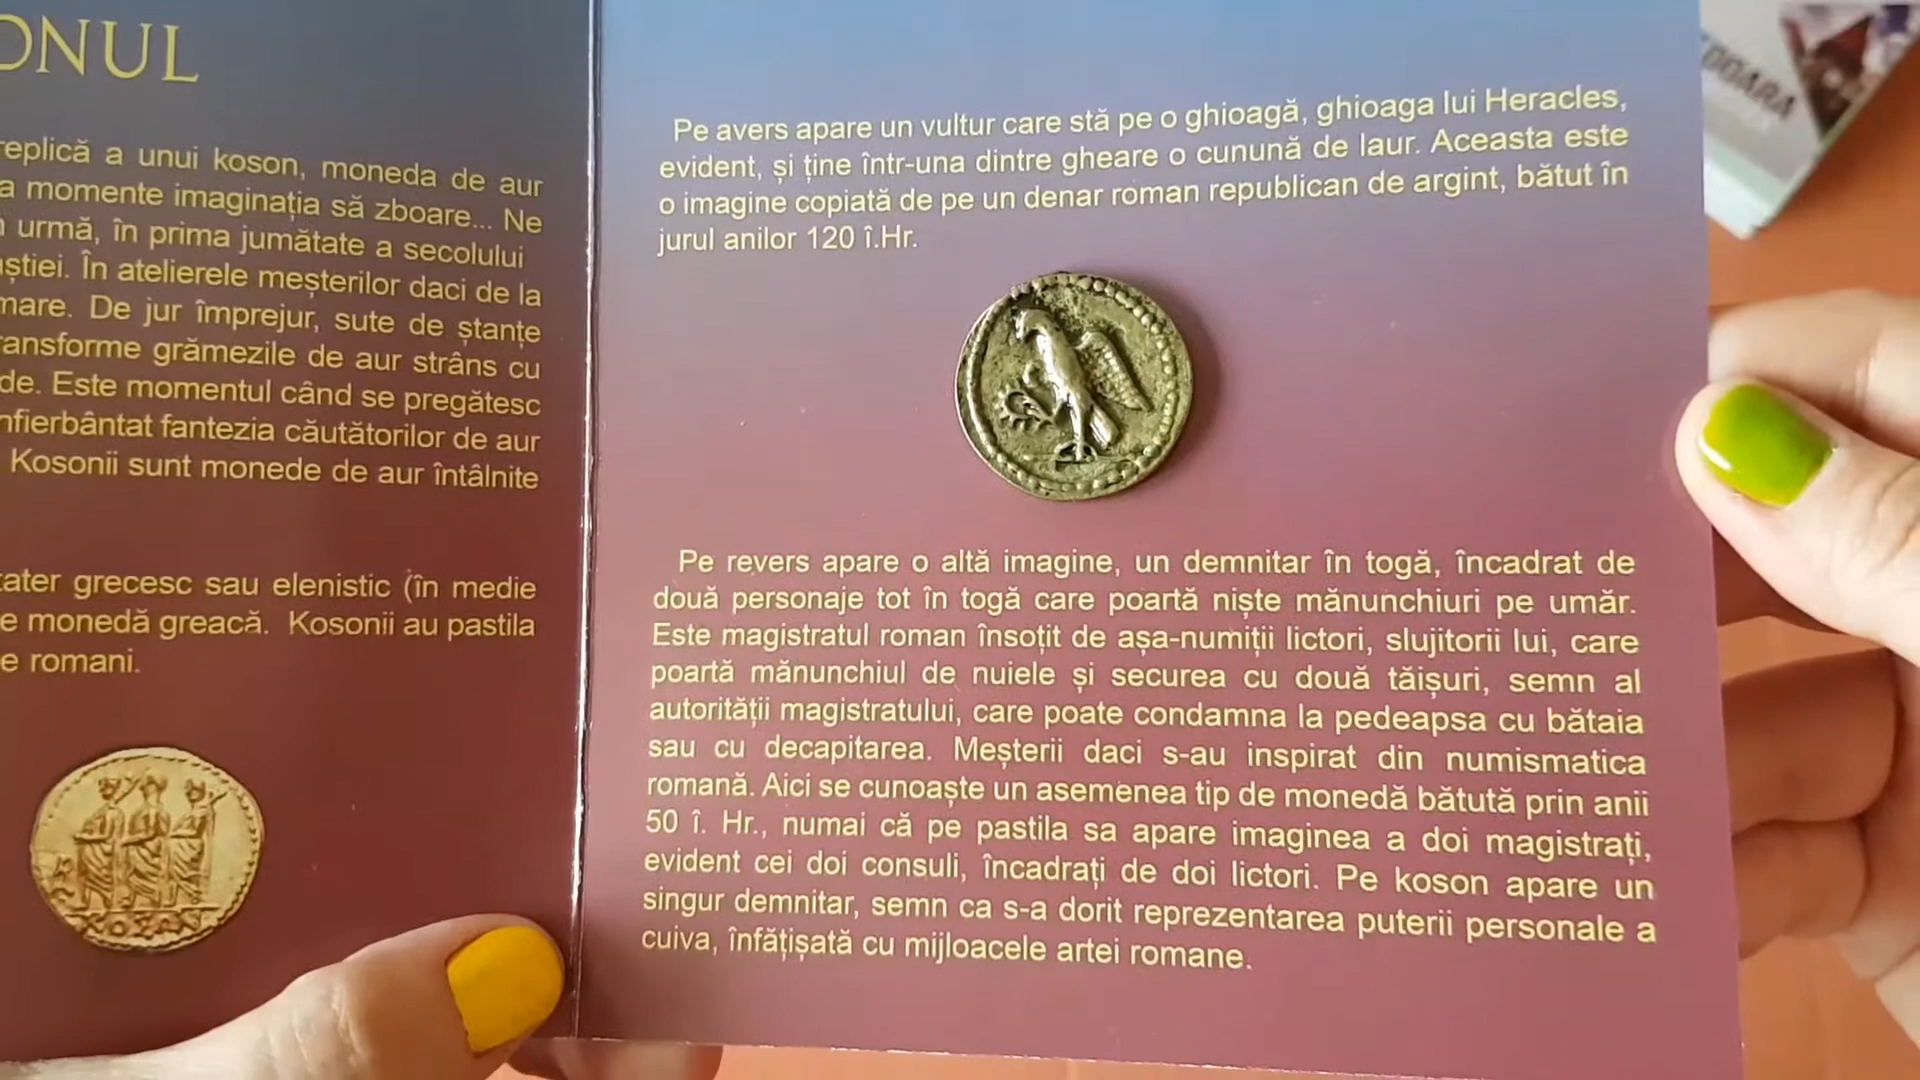 ONUL
replică a unui koson, moneda de aur
a momente imaginația să zboare... Ne
urmă, în prima jumătate a secolului
știei. În atelierele meșterilor daci de la
mare. De jur împrejur, sute de ștanțe
ansforme grămezile de aur strâns cu
de. Este momentul când se pregătesc
nfierbântat fantezia căutătorilor de aur
Kosonii sunt monede de aur întâlnite
tater grecesc sau elenistic (în medie
e monedă greacă. Kosonii au pastila
e romani.
ΚΟΣΩΝ
Pe avers apare un vultur care stă pe o ghioagă, ghioaga lui Heracles,
evident, și ține într-una dintre gheare o cunună de laur. Aceasta este
o imagine copiată de pe un denar roman republican de argint, bătut în
jurul anilor 120 î.Hr.
Pe revers apare o altă imagine, un demnitar în togă, încadrat de
două personaje tot în togă care poartă niște mănunchiuri pe umăr.
Este magistratul roman însoțit de așa-numiții lictori, slujitorii lui, care
poartă mănunchiul de nuiele și securea cu două tăișuri, semn al
autorității magistratului, care poate condamna la pedeapsa cu bătaia
sau cu decapitarea. Meșterii daci s-au inspirat din numismatica
romană. Aici se cunoaște un asemenea tip de monedă bătută prin anii
50 î. Hr., numai că pe pastila sa apare imaginea a doi magistrați,
evident cei doi consuli, încadrați de doi lictori. Pe koson apare un
singur demnitar, semn ca s-a dorit reprezentarea puterii personale a
cuiva, înfățișată cu mijloacele artei romane.